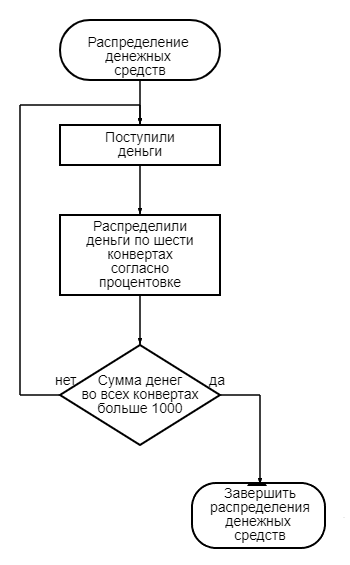 Распределение
денежных
средств
Поступили
деньги
Распределили
деньги по шести
конвертах
согласно
процентовке
нет
Сумма денег
во всех конвертах
больше 1000
да
Завершить
распределения
денежных
средств